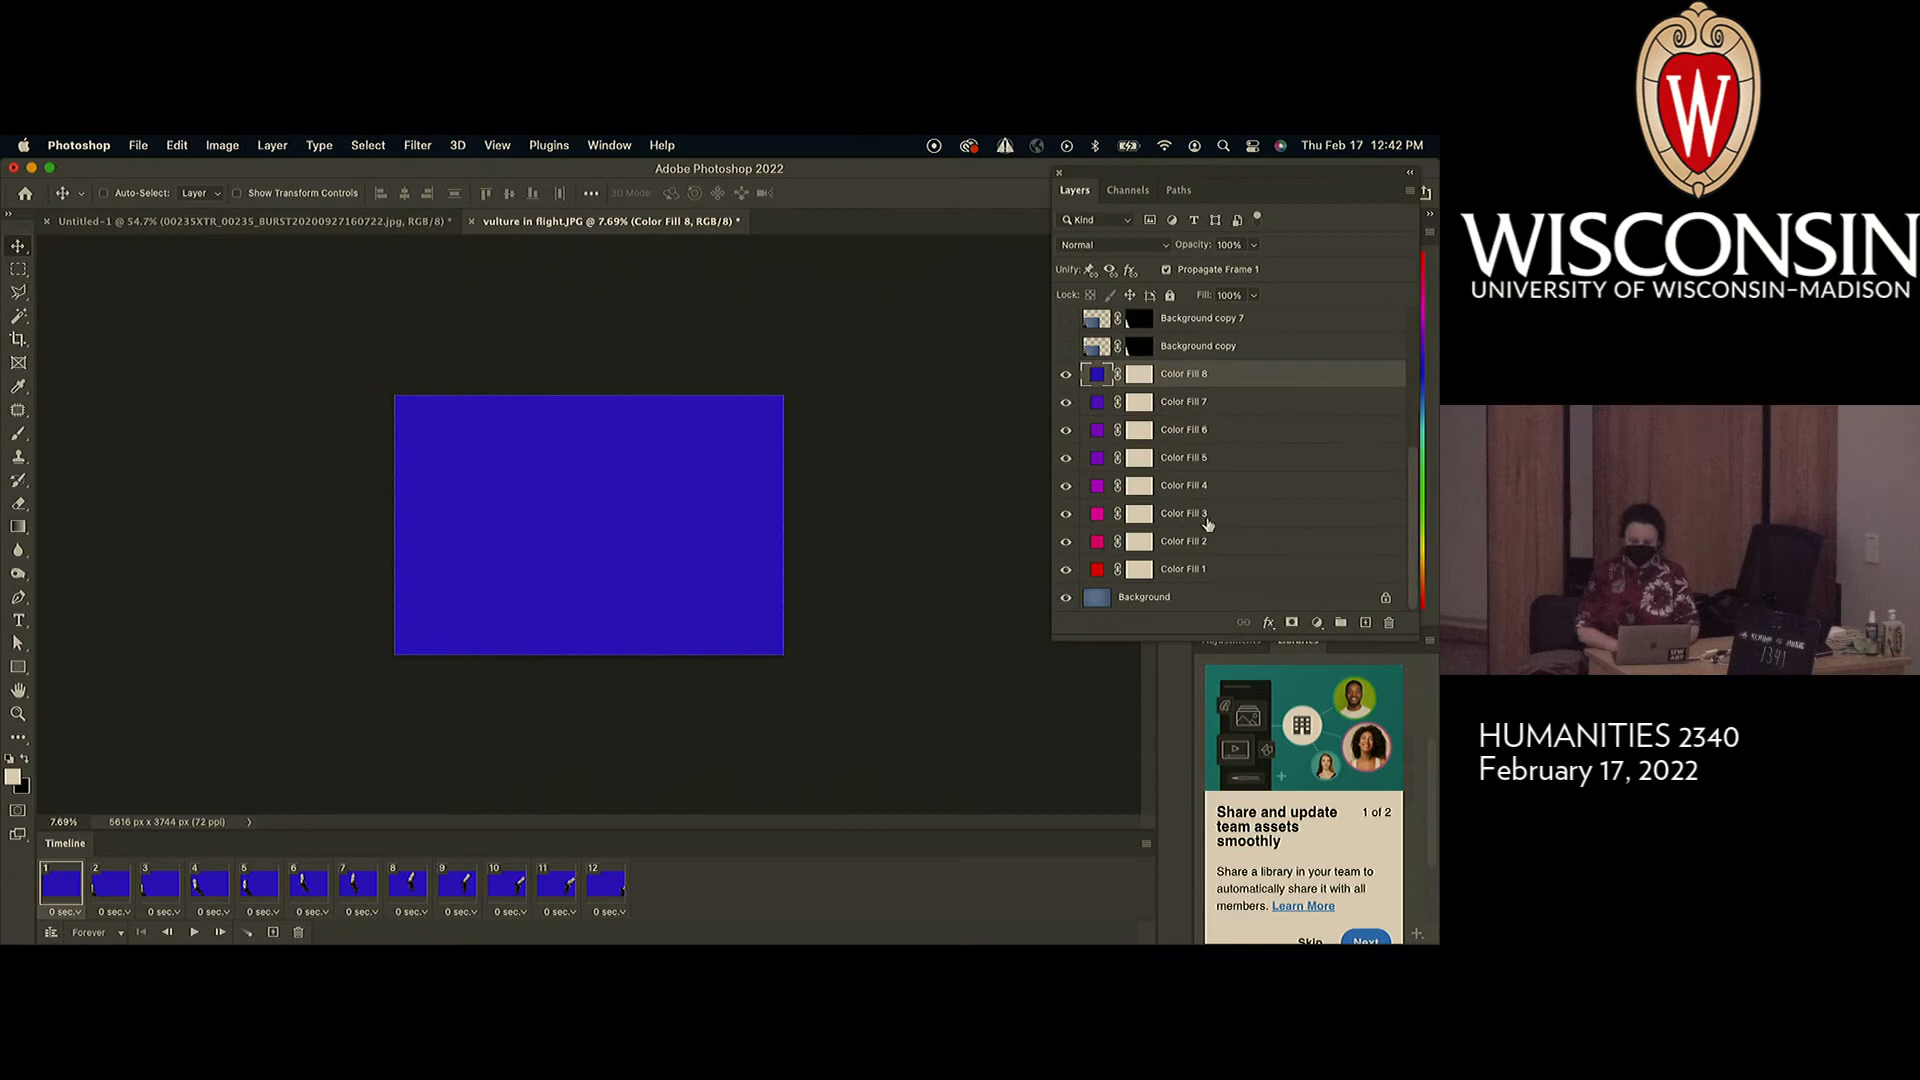 Photoshop File Edit Image Layer Type Select Filter 3D View Plugins Window Help
Thu Feb 17 12:42 PM
Adobe Photoshop 2022
Auto-Select: Layer Show Transform Controls
3D Mode:
Untitled-1 @ 54.7% (00235XTR_00235_BURST20200927160722.jpg, RGB/8) *
vulture in flight.JPG @ 7.69% (Color Fill 8, RGB/8) *
Layers Channels Paths
Kind
Normal Opacity: 100%
Unify: Propagate Frame 1
Lock: Fill: 100%
Background copy 7
Background copy
Color Fill 8
Color Fill 7
Color Fill 6
Color Fill 5
Color Fill 4
Color Fill 3
Color Fill 2
Color Fill 1
Background
Adjustments Libraries
Share and update team assets smoothly
1 of 2
Share a library in your team to
automatically share it with all
members. Learn More
Skip Next
7.69% 5616 px x 3744 px (72 ppi)
Timeline
1 2 3 4 5 6 7 8 9 10 11 12
0 sec. 0 sec. 0 sec. 0 sec. 0 sec. 0 sec. 0 sec. 0 sec. 0 sec. 0 sec. 0 sec. 0 sec.
Forever
W
WISCONSIN
UNIVERSITY OF WISCONSIN–MADISON
UW
ART
1341
HUMANITIES 2340
February 17, 2022